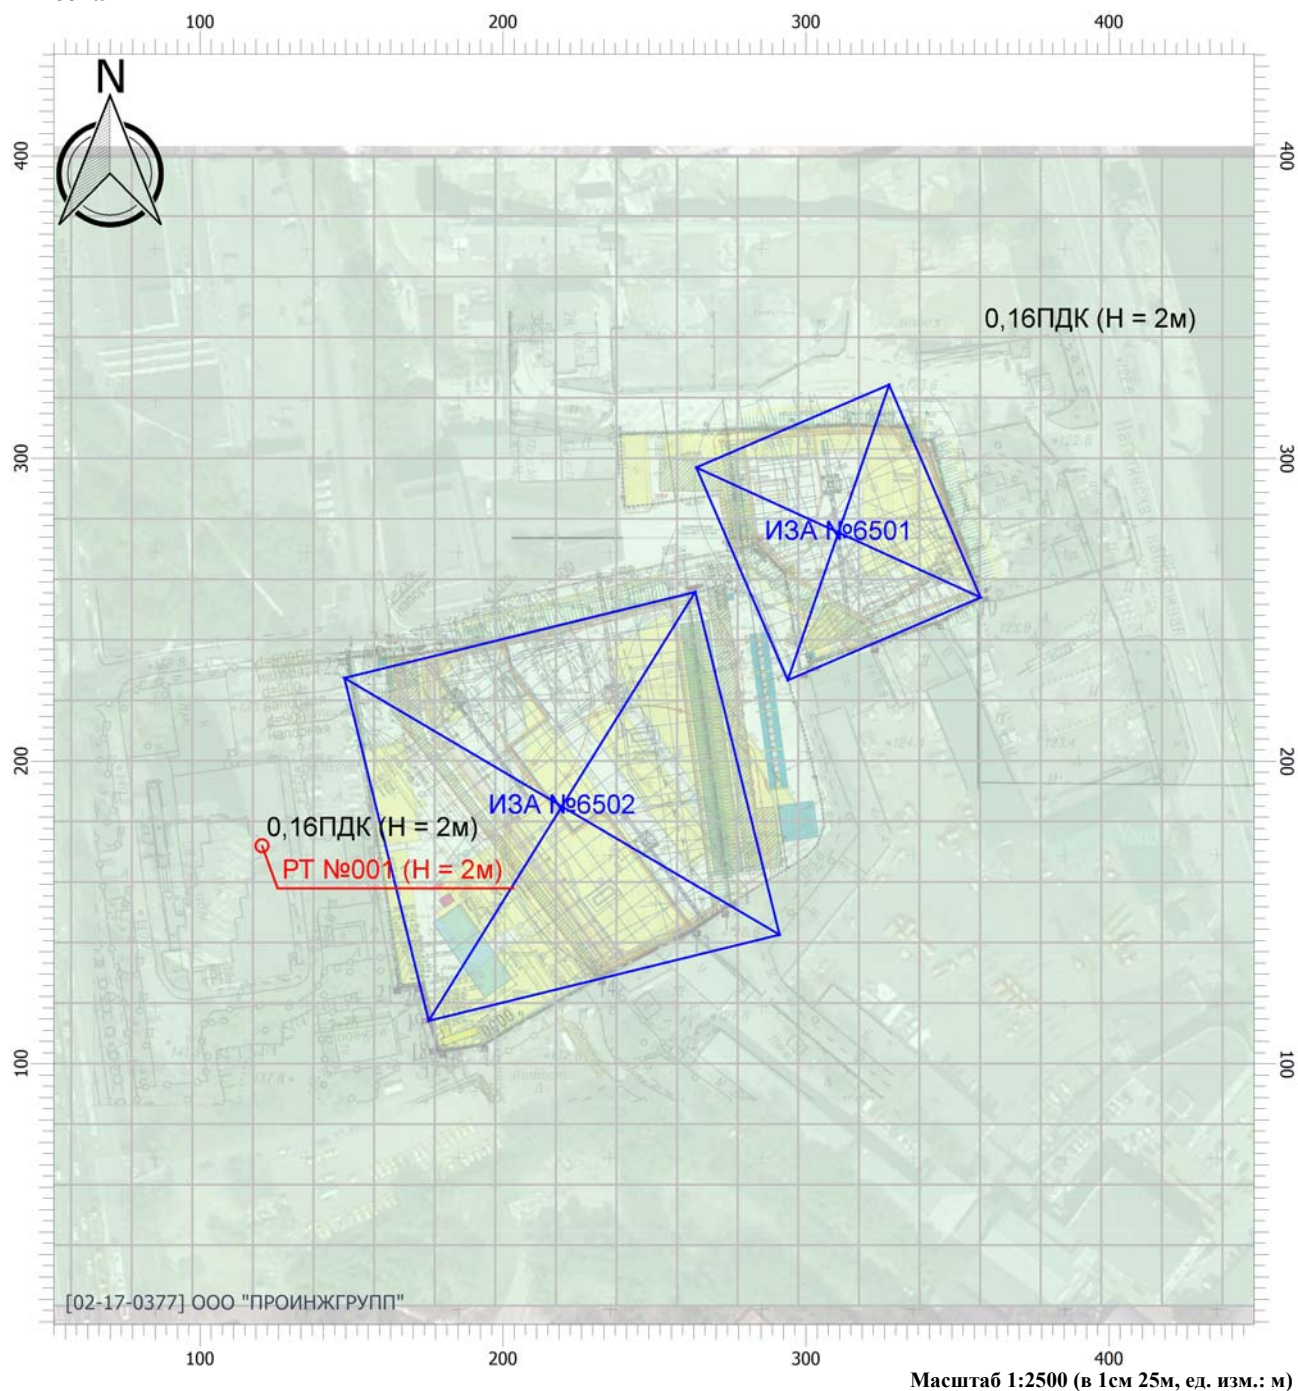 100 200 300 400
N
400 400
0,16ПДК (Н = 2м)
300 300
ИЗА №6501
200 200
ИЗА №6502
0,16ПДК (Н = 2м)
РТ №001 (Н = 2м)
100 100
[02-17-0377] ООО "ПРОИНЖГРУПП"
100 200 300 400
Масштаб 1:2500 (в 1см 25м, ед. изм.: м)